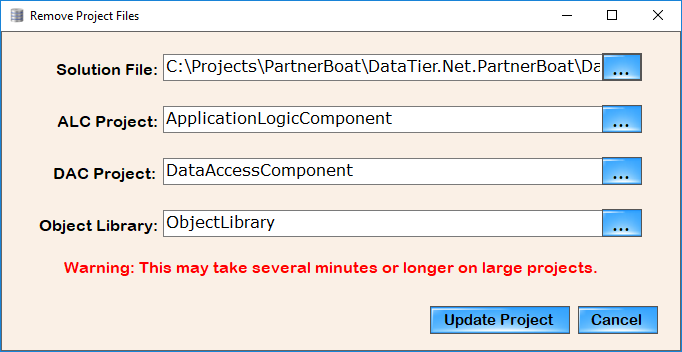 Remove Project Files
Solution File: C:\Projects\PartnerBoat\DataTier.Net.PartnerBoat\Da ...
ALC Project: ApplicationLogicComponent ...
DAC Project: DataAccessComponent ...
Object Library: ObjectLibrary ...
Warning: This may take several minutes or longer on large projects.
Update Project Cancel